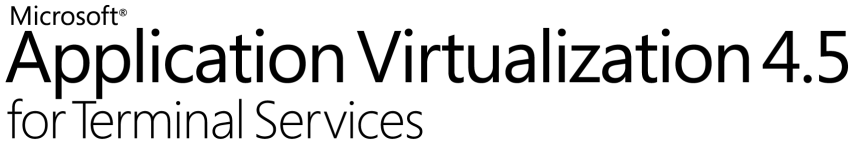 Microsoft®
Application Virtualization 4.5
for Terminal Services